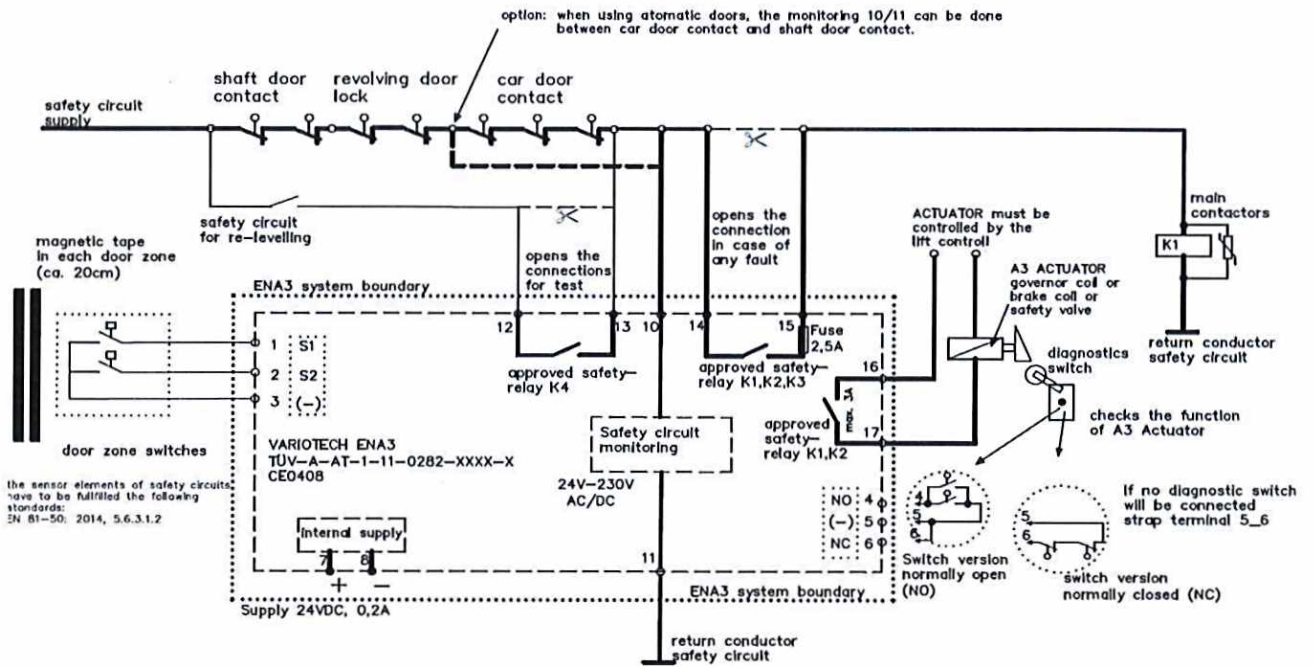 option: when using atomatic doors, the monitoring 10/11 can be done
between car door contact and shaft door contact.
shaft door
contact
revolving door
lock
car door
contact
safety circuit
supply
safety circuit
for re-levelling
magnetic tape
in each door zone
(ca. 20cm)
opens the
connections
for test
opens the
connection
in case of
any fault
ACTUATOR must be
controlled by the
lift controll
main
contactors
K1
A3 ACTUATOR
governor coil or
brake coil or
safety valve
return conductor
safety circuit
diagnostics
switch
checks the function
of A3 Actuator
ENA3 system boundary
12
13
10
14
15
Fuse
2,5A
1
S1
2
S2
3
(-)
door zone switches
approved safety-
relay K4
approved safety-
relay K1,K2,K3
16
max. 3A
17
approved
safety-
relay K1,K2
VARIOTECH ENA3
TÜV-A-AT-1-11-0282-XXXX-X
CE0408
Safety circuit
monitoring
24V-230V
AC/DC
the sensor elements of safety circuits
have to be fullfilled the following
standards:
EN 81-50: 2014, 5.6.3.1.2
internal supply
7
8
+
-
Supply 24VDC, 0,2A
11
NO
4
(-)
5
NC
6
4
5
6
Switch version
normally open
(NO)
5
6
switch version
normally closed (NC)
If no diagnostic switch
will be connected
strap terminal 5_6
ENA3 system boundary
return conductor
safety circuit